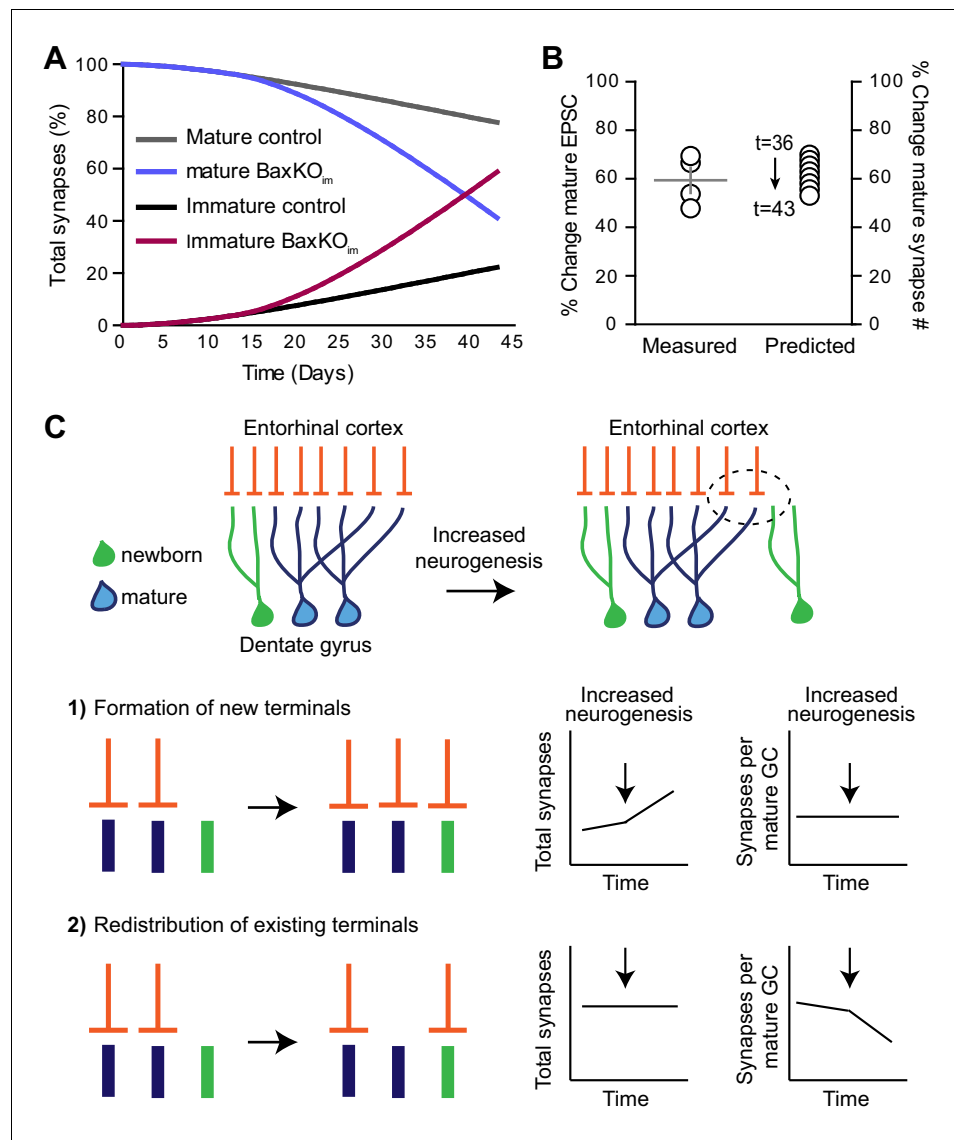 A
100
80
60
40
20
0
Total synapses (%)
Mature control
mature BaxKOim
Immature control
Immature BaxKOim
0 5 10 15 20 25 30 35 40 45
Time (Days)
B
100
80
60
40
20
0
% Change mature EPSC
t=36
t=43
100
80
60
40
20
0
% Change mature synapse #
Measured Predicted
C
Entorhinal cortex
Entorhinal cortex
newborn
mature
Increased
neurogenesis
Dentate gyrus
1) Formation of new terminals
Increased
neurogenesis
Increased
neurogenesis
Total synapses
Time
Synapses per
mature GC
Time
2) Redistribution of existing terminals
Total synapses
Time
Synapses per
mature GC
Time